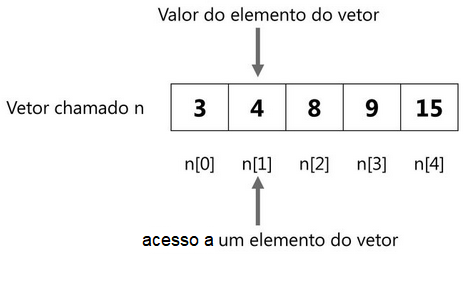 Valor do elemento do vetor
Vetor chamado n 3 4 8 9 15
n[0] n[1] n[2] n[3] n[4]
acesso a um elemento do vetor